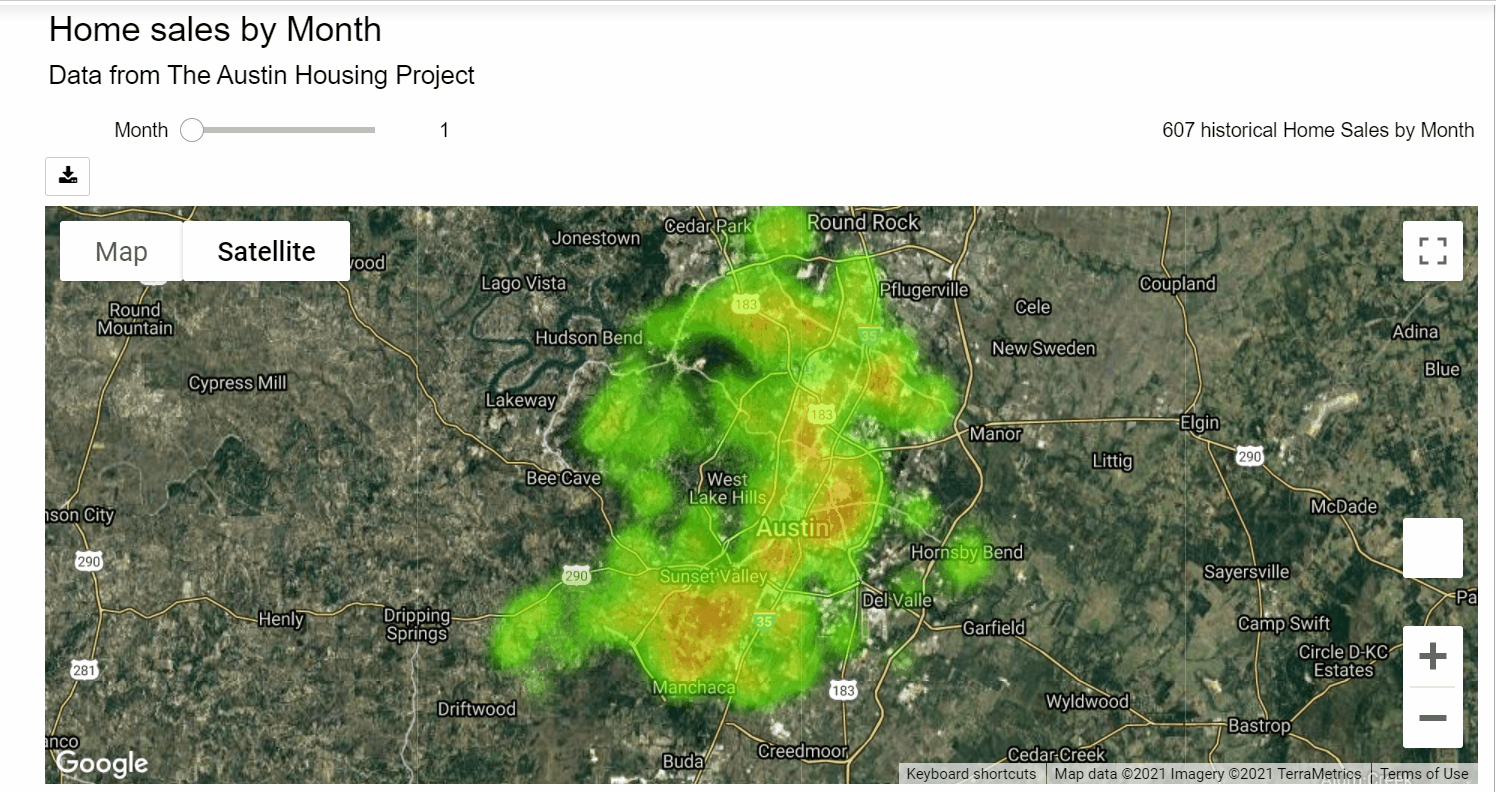 Home sales by Month
Data from The Austin Housing Project
Month 1 607 historical Home Sales by Month
Map Satellite
Cedar Park
Round Rock
Jonestown
wood
Lago Vista
Pflugerville
Coupland
Round
Mountain
183
Cele
Hudson Bend
35
Adina
New Sweden
Blue
Cypress Mill
Lakeway
183
Elgin
Manor
290
Littig
Bee Cave
West
Lake Hills
McDade
nson City
Austin
Hornsby Bend
290
290
Sunset Valley
Sayersville
Del Valle
Pa
Henly
Dripping
Springs
35
Garfield
Camp Swift
Circle D-KC
Estates
281
Manchaca
183
Driftwood
Wyldwood
Bastrop
anco
Buda
Creedmoor
Cedar Creek
Google
Keyboard shortcuts Map data ©2021 Imagery ©2021 TerraMetrics Terms of Use